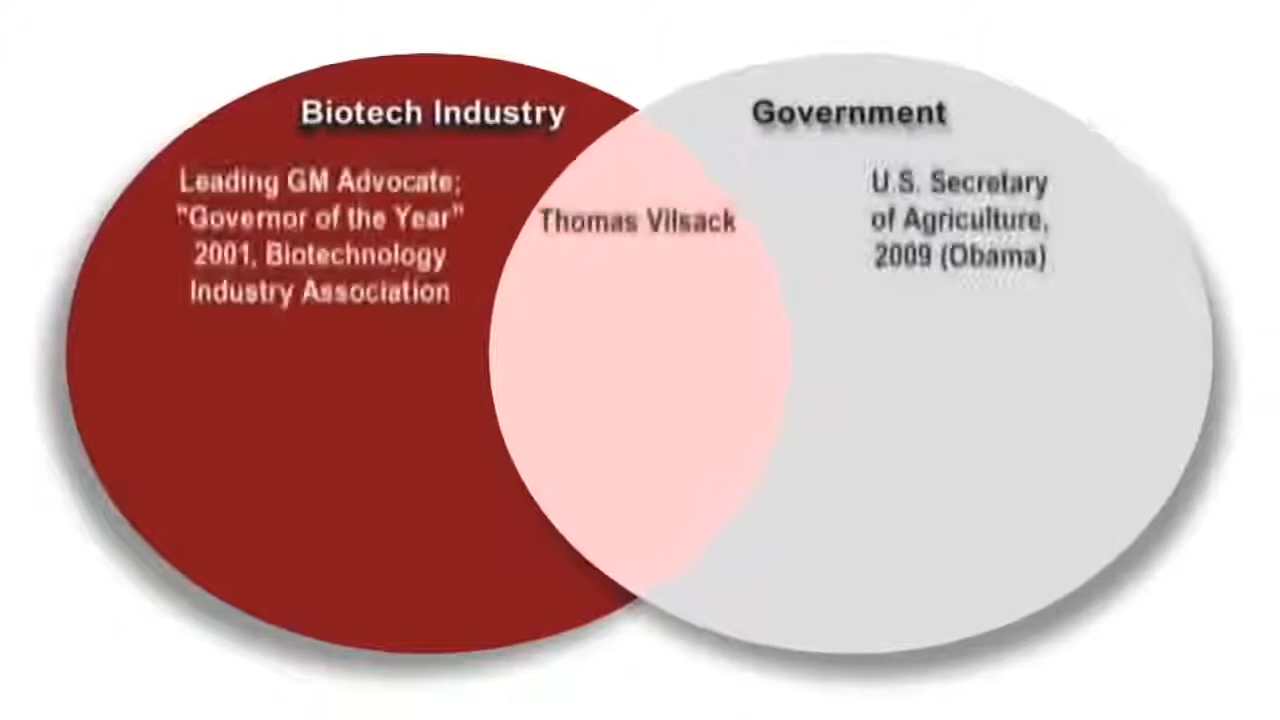 Biotech Industry
Leading GM Advocate;
"Governor of the Year"
2001, Biotechnology
Industry Association
Thomas Vilsack
Government
U.S. Secretary
of Agriculture,
2009 (Obama)